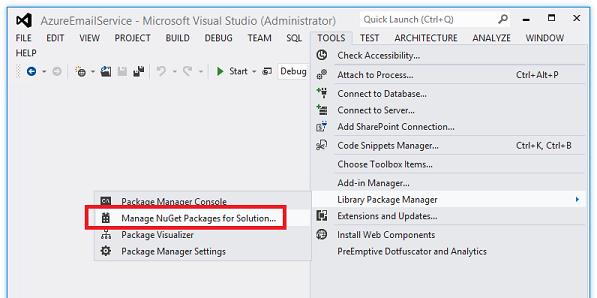 AzureEmailService - Microsoft Visual Studio (Administrator)
Quick Launch (Ctrl+Q)
FILE EDIT VIEW PROJECT BUILD DEBUG TEAM SQL TOOLS TEST ARCHITECTURE ANALYZE WINDOW
HELP
Start
Debug
Check Accessibility...
Attach to Process... Ctrl+Alt+P
Connect to Database...
Connect to Server...
Add SharePoint Connection...
Code Snippets Manager... Ctrl+K, Ctrl+B
Choose Toolbox Items...
Add-in Manager...
Library Package Manager
Extensions and Updates...
Install Web Components
PreEmptive Dotfuscator and Analytics
Package Manager Console
Manage NuGet Packages for Solution...
Package Visualizer
Package Manager Settings